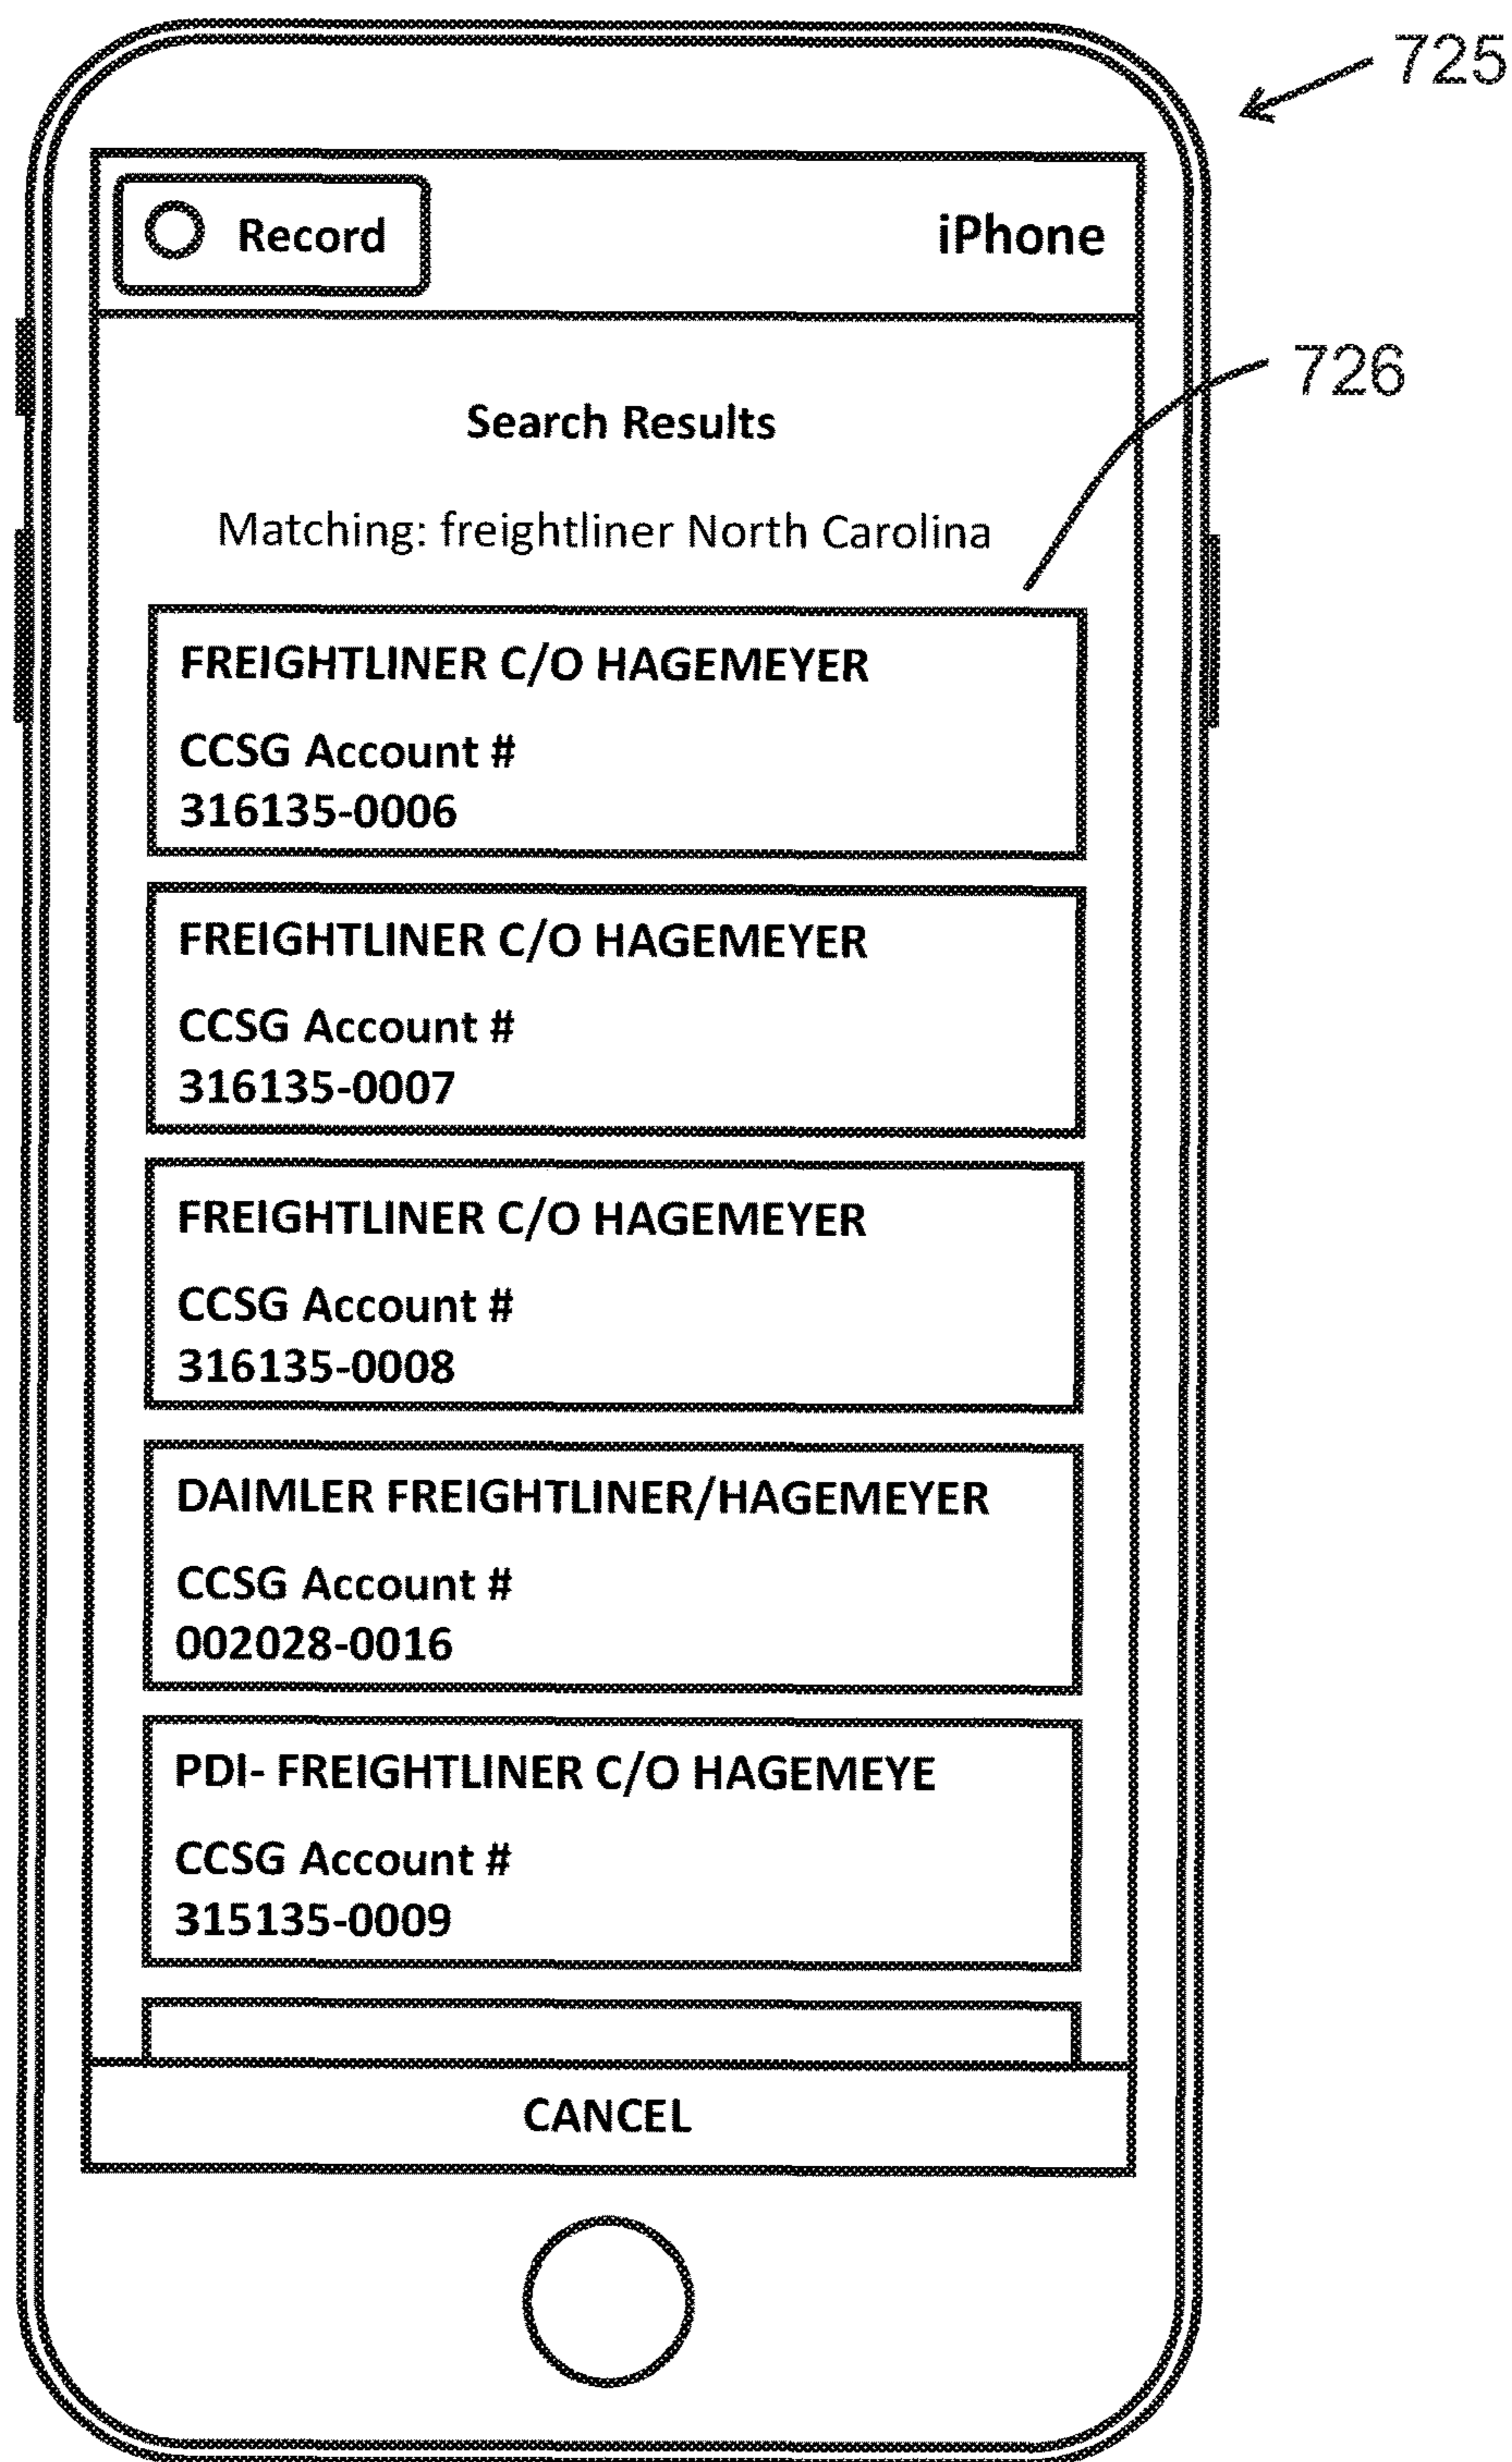 725
Record iPhone
726
Search Results
Matching: freightliner North Carolina
FREIGHTLINER C/O HAGEMEYER
CCSG Account #
316135-0006
FREIGHTLINER C/O HAGEMEYER
CCSG Account #
316135-0007
FREIGHTLINER C/O HAGEMEYER
CCSG Account #
316135-0008
DAIMLER FREIGHTLINER/HAGEMEYER
CCSG Account #
002028-0016
PDI- FREIGHTLINER C/O HAGEMEYE
CCSG Account #
315135-0009
CANCEL